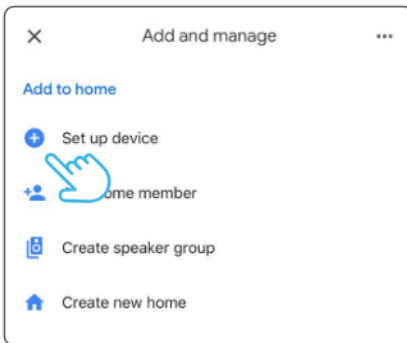 Add and manage
Add to home
Set up device
ome member
Create speaker group
Create new home